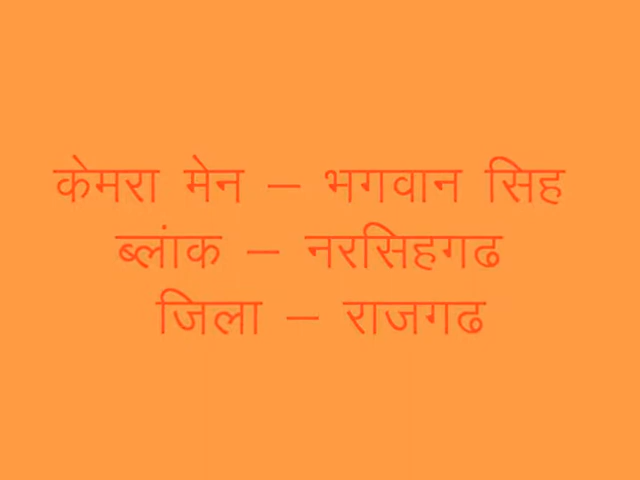 केमरा मेन – भगवान सिह
ब्लांक – नरसिहगढ
जिला – राजगढ